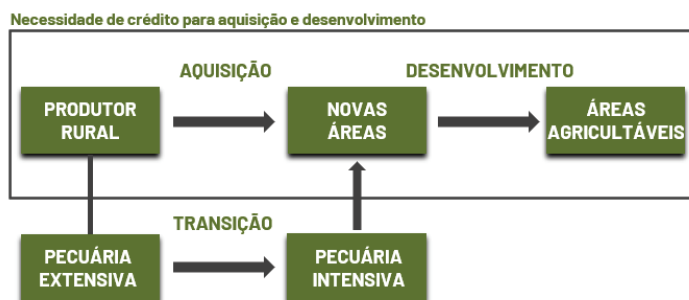 Necessidade de crédito para aquisição e desenvolvimento
AQUISIÇÃO
DESENVOLVIMENTO
PRODUTOR
RURAL
NOVAS
ÁREAS
ÁREAS
AGRICULTÁVEIS
TRANSIÇÃO
PECUÁRIA
EXTENSIVA
PECUÁRIA
INTENSIVA